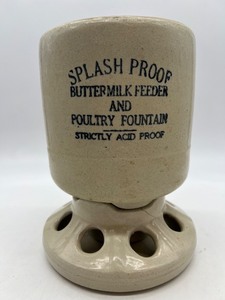 SPLASH PROOF
BUTTERMILK FEEDER
AND
POULTRY FOUNTAIN
STRICTLY ACID PROOF